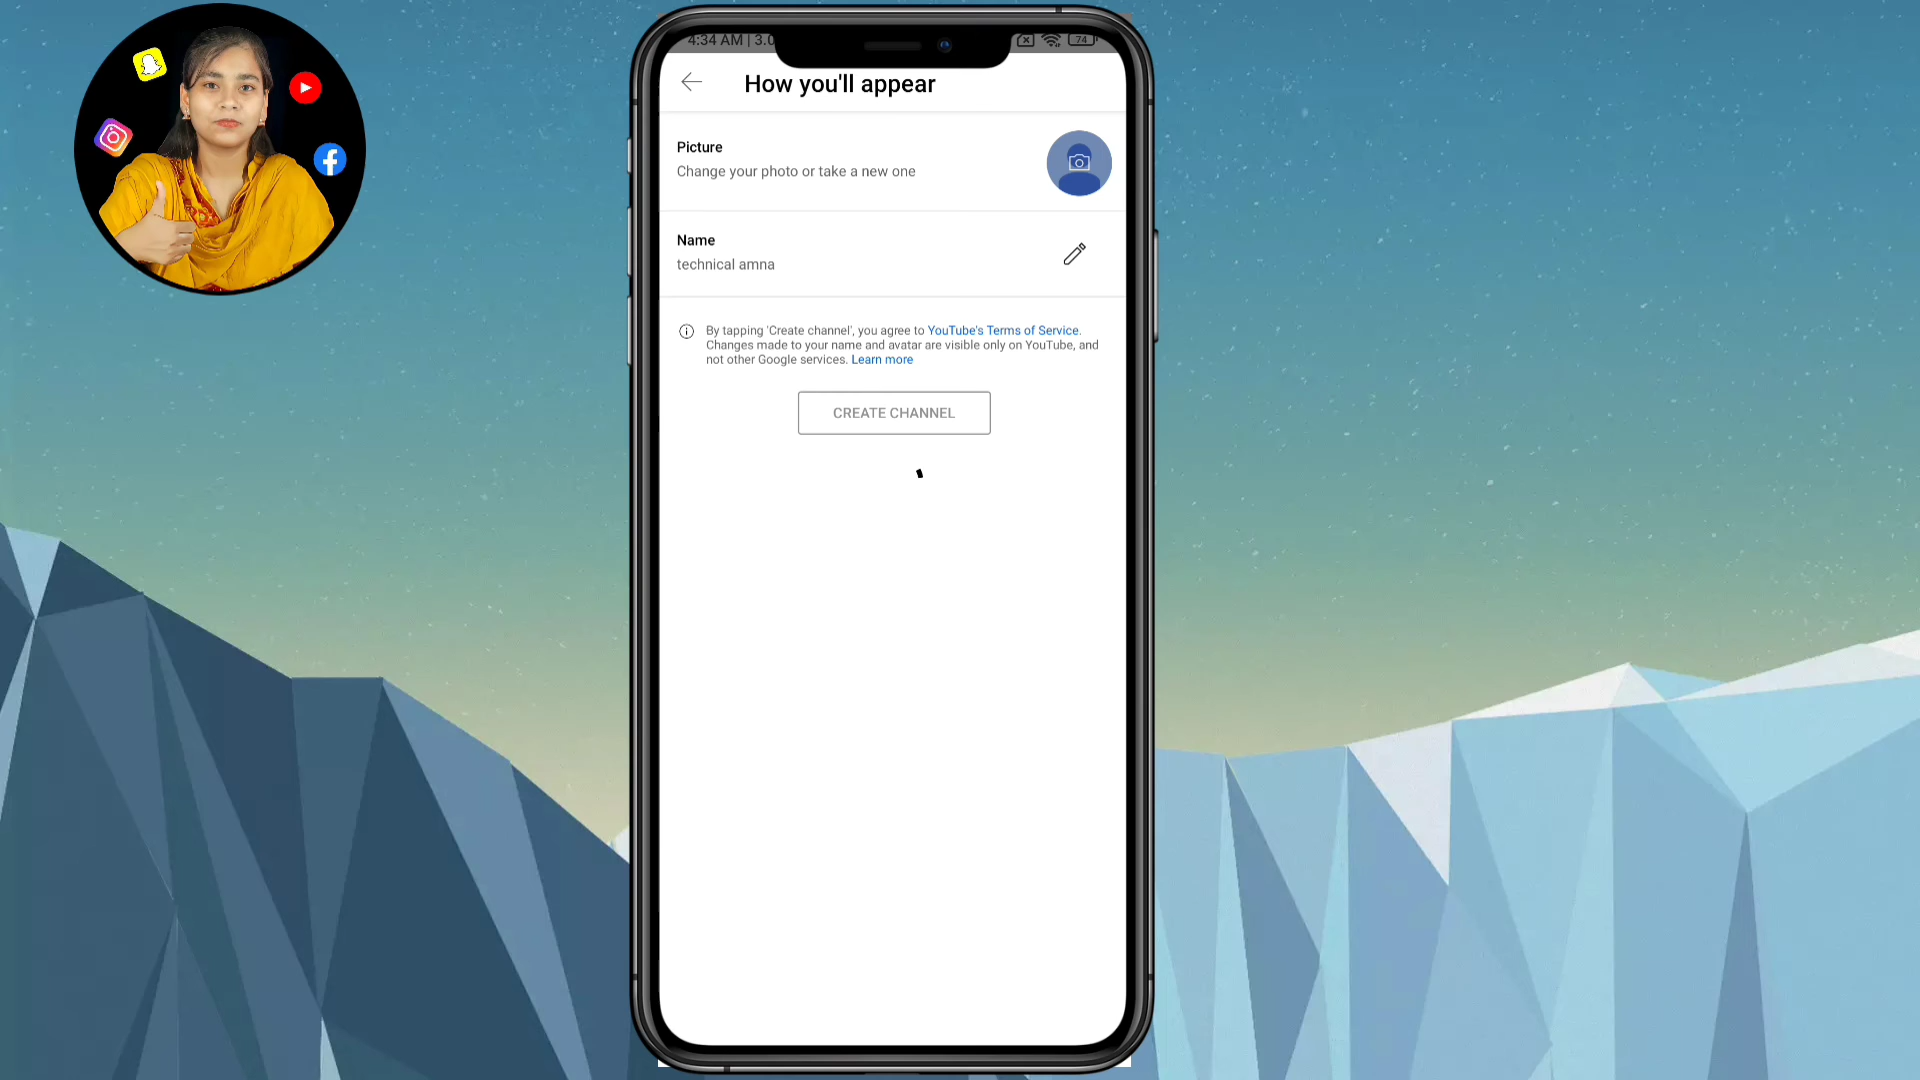 4:34 AM | 3.0
74
How you'll appear
Picture
Change your photo or take a new one
Name
technical amna
By tapping 'Create channel', you agree to YouTube's Terms of Service.
Changes made to your name and avatar are visible only on YouTube, and
not other Google services. Learn more
CREATE CHANNEL